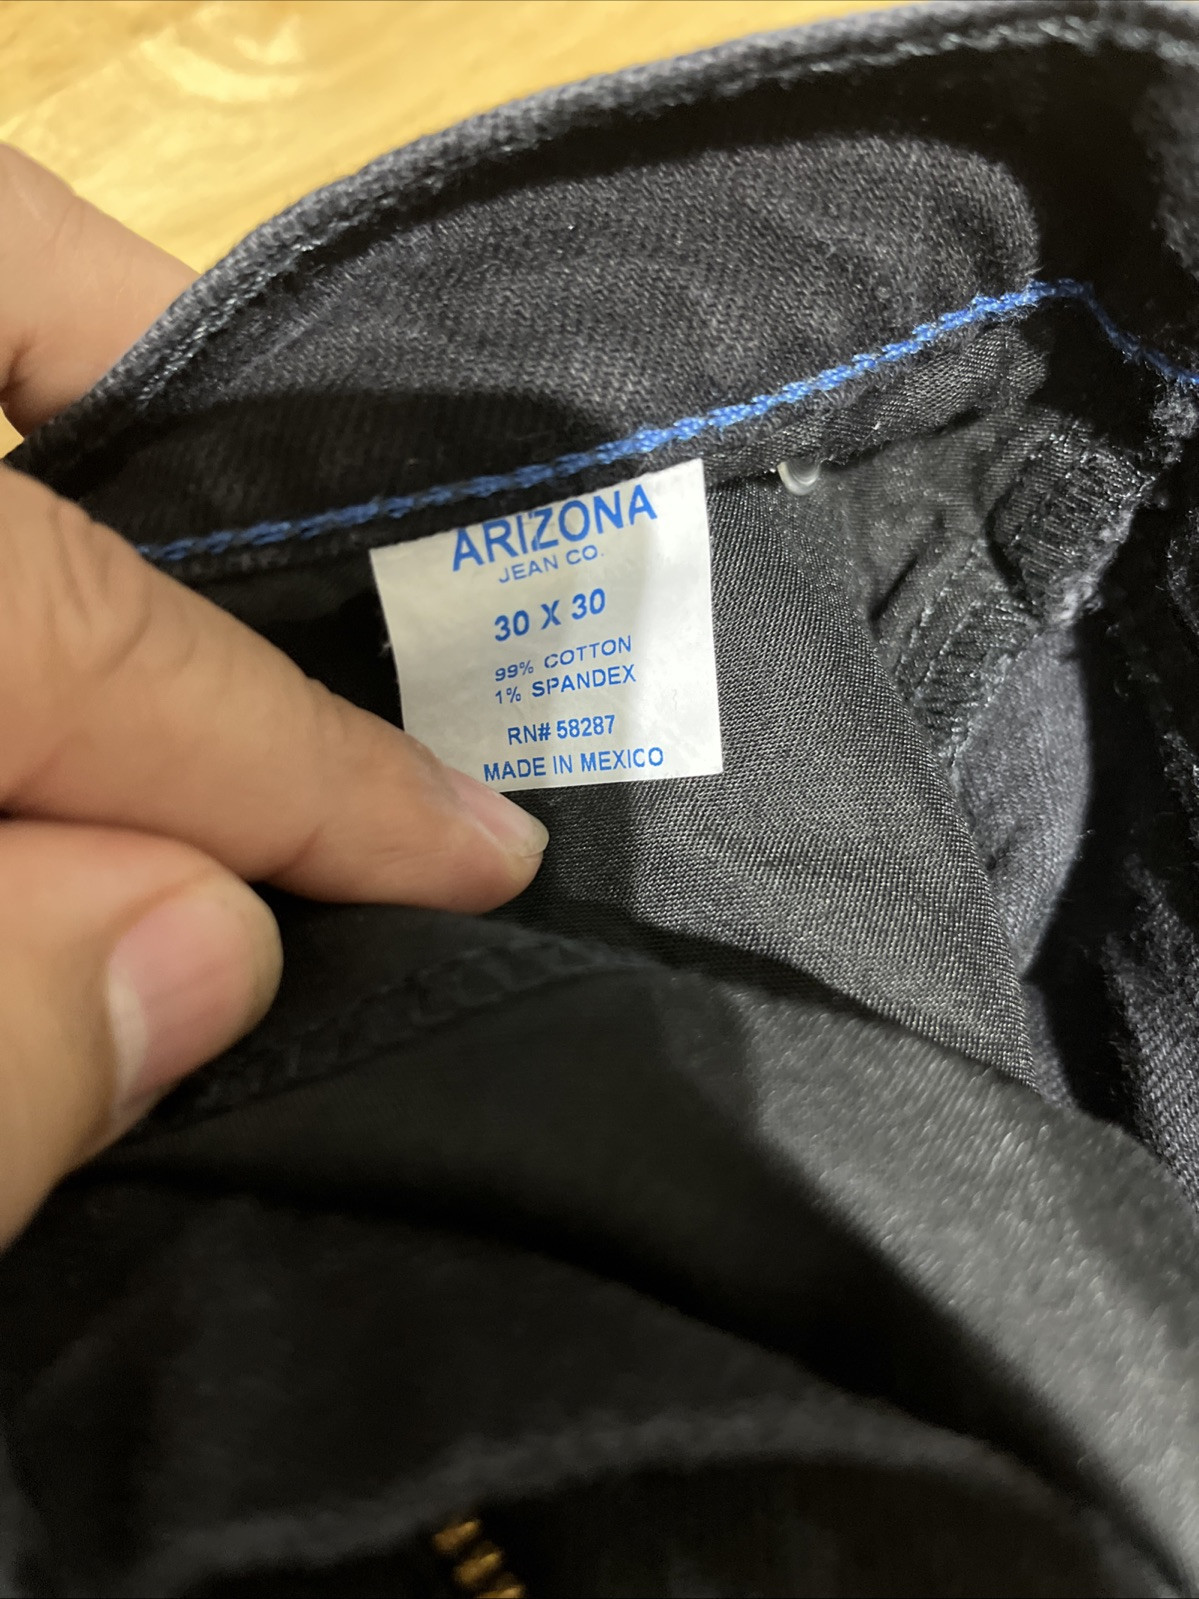 ARIZONA
JEAN CO.
30 X 30
99% COTTON
1% SPANDEX
RN# 58287
MADE IN MEXICO